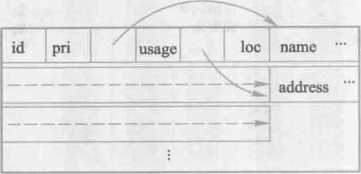 id pri usage loc name ···
address ···
⋮